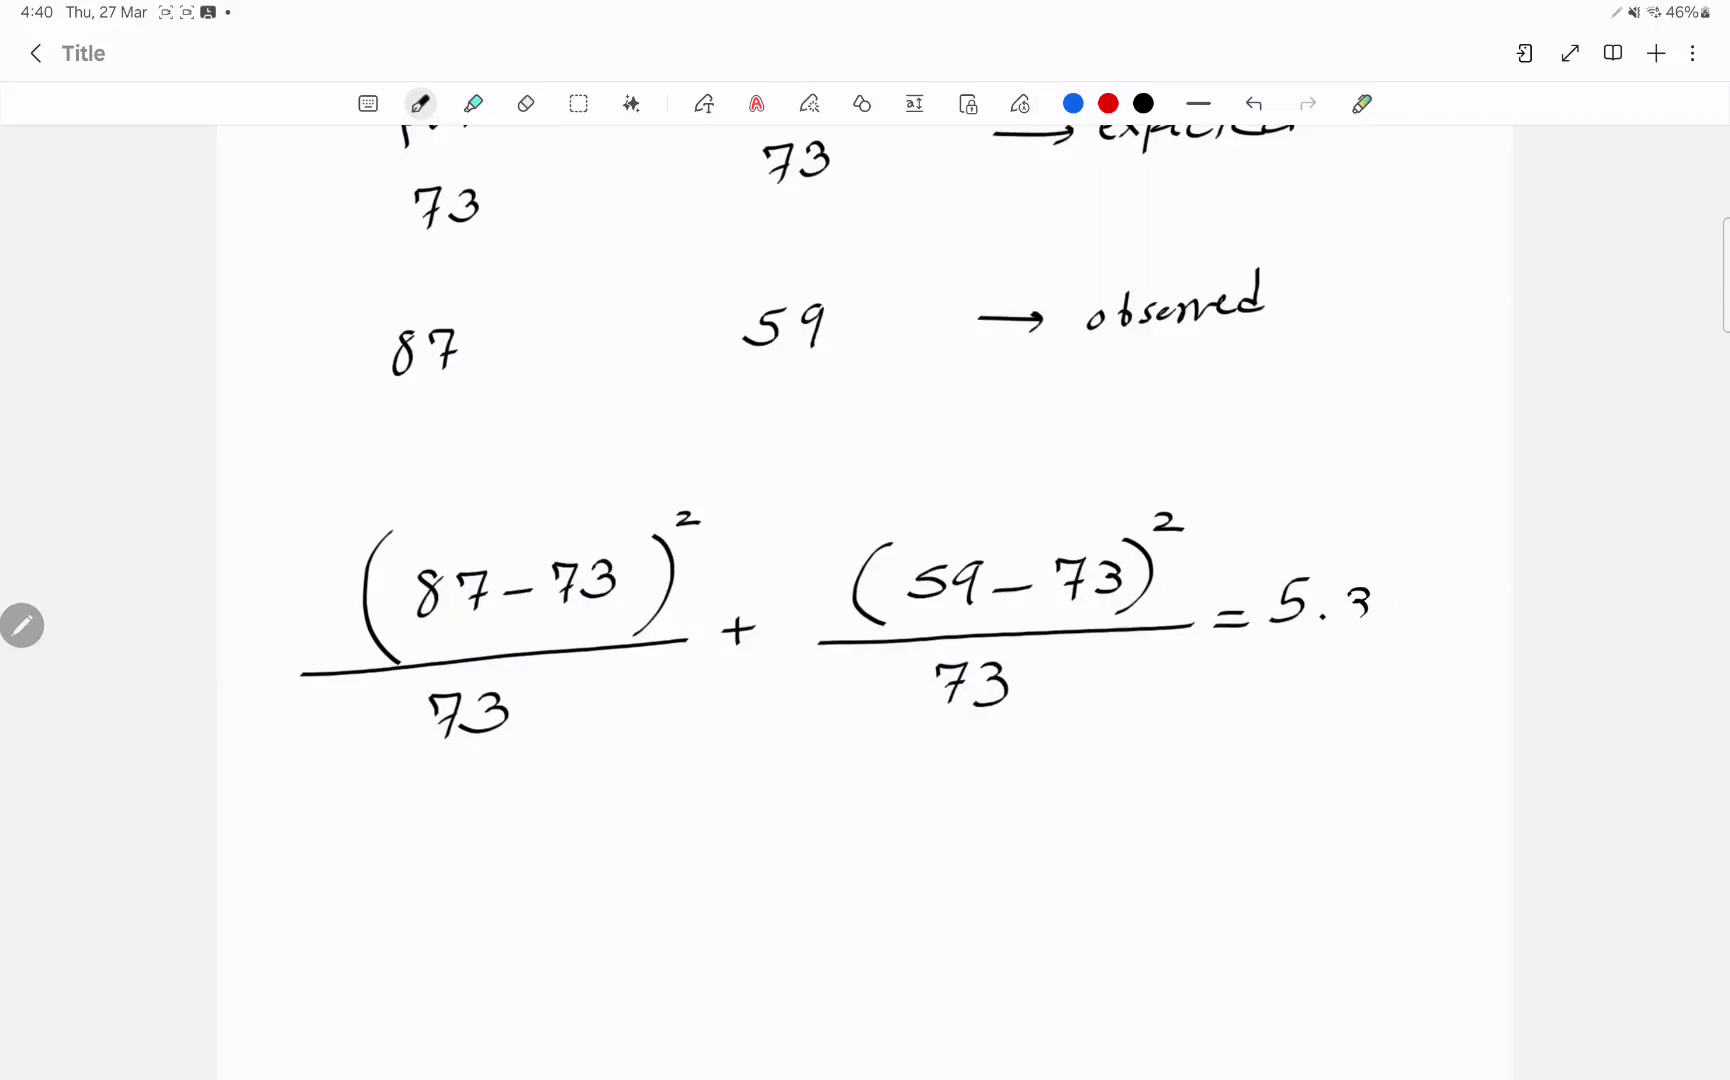 4:40 Thu, 27 Mar
46%
Title
73
73
87 59 → observed
(87-73)² / 73 + (59-73)² / 73 = 5.3